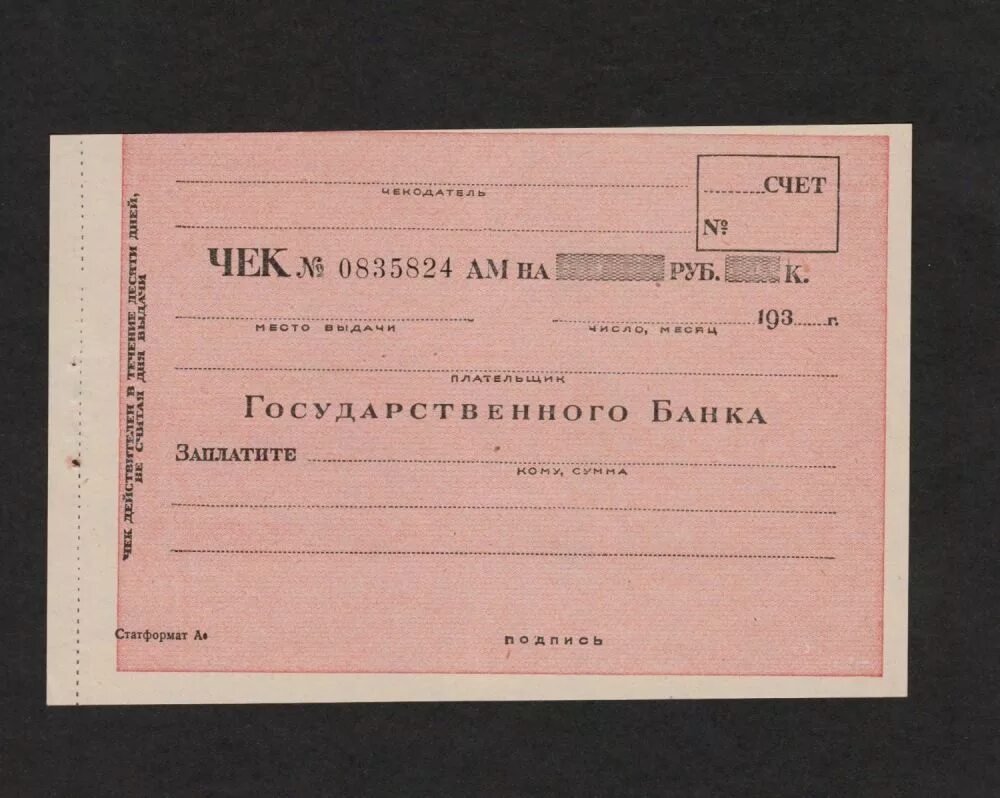 ЧЕКОДАТЕЛЬ
СЧЕТ
№
ЧЕК № 0835824 АМ НА РУБ. К.
193 г.
МЕСТО ВЫДАЧИ ЧИСЛО, МЕСЯЦ
ПЛАТЕЛЬЩИК
ГОСУДАРСТВЕННОГО БАНКА
ЗАПЛАТИТЕ
КОМУ, СУММА
ПОДПИСЬ
Статформат А•
ЧЕК ДЕЙСТВИТЕЛЕН В ТЕЧЕНИЕ ДЕСЯТИ ДНЕЙ,
НЕ СЧИТАЯ ДНЯ ВЫДАЧИ